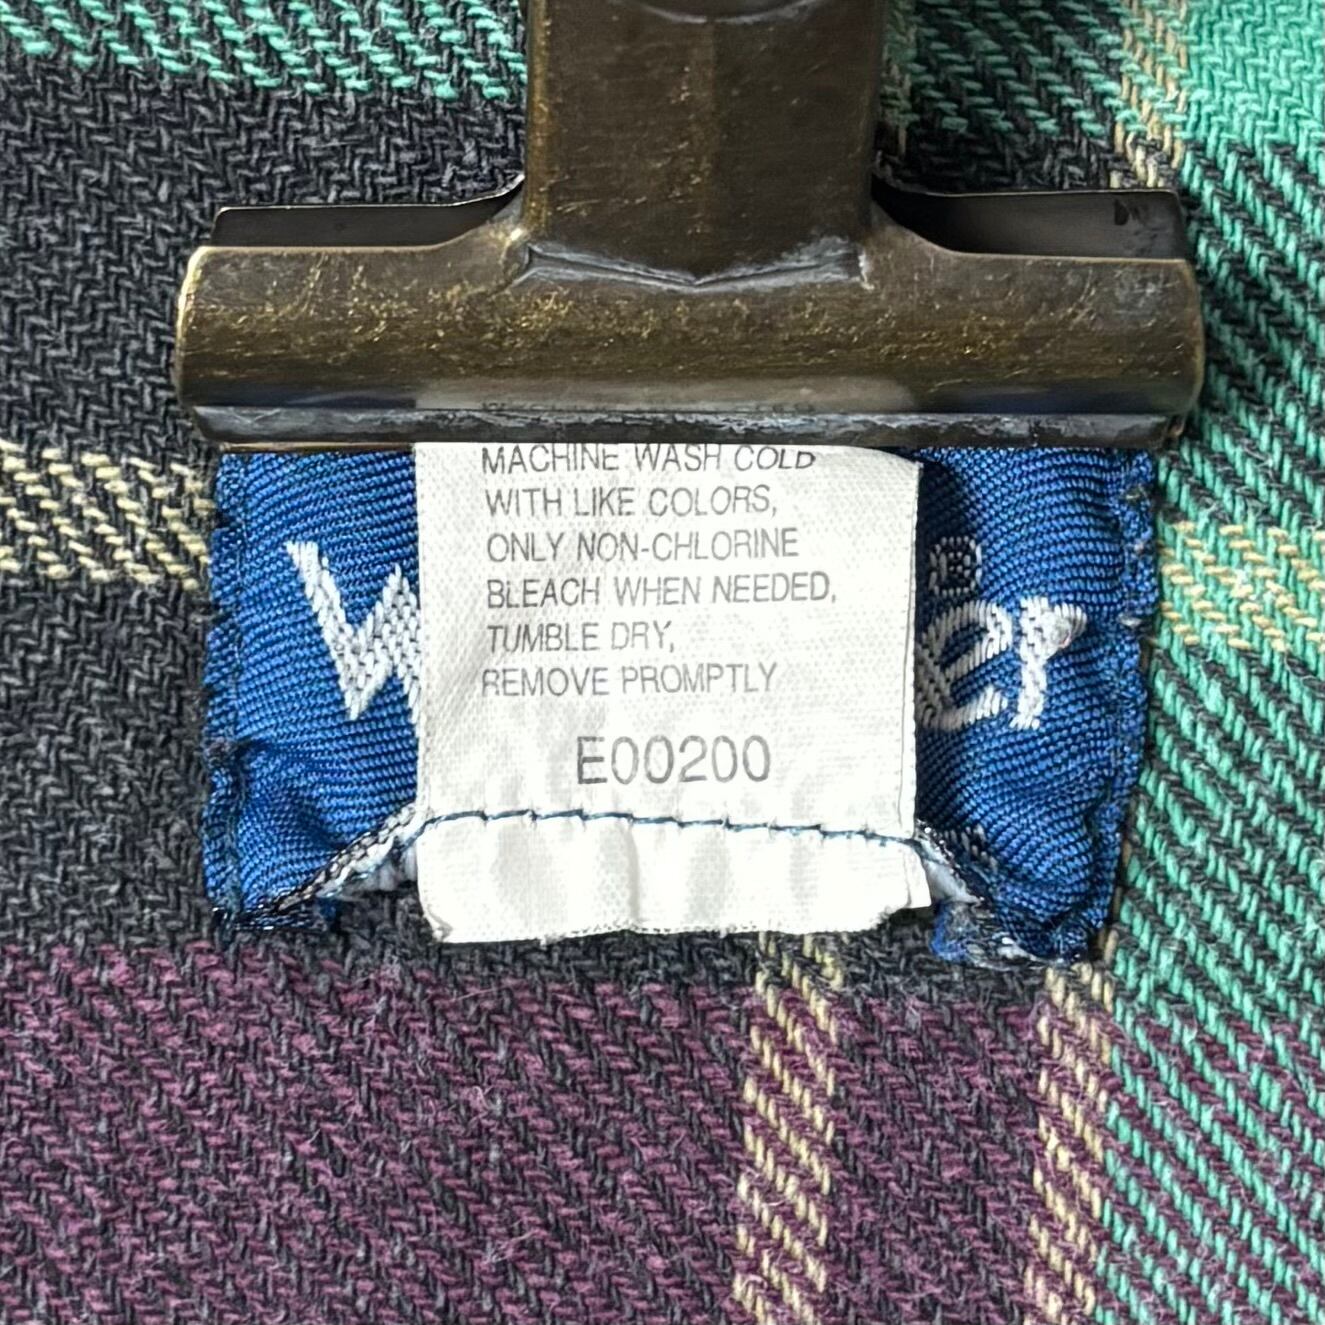 MACHINE WASH COLD
WITH LIKE COLORS,
ONLY NON-CHLORINE
BLEACH WHEN NEEDED,
TUMBLE DRY,
REMOVE PROMPTLY
E00200